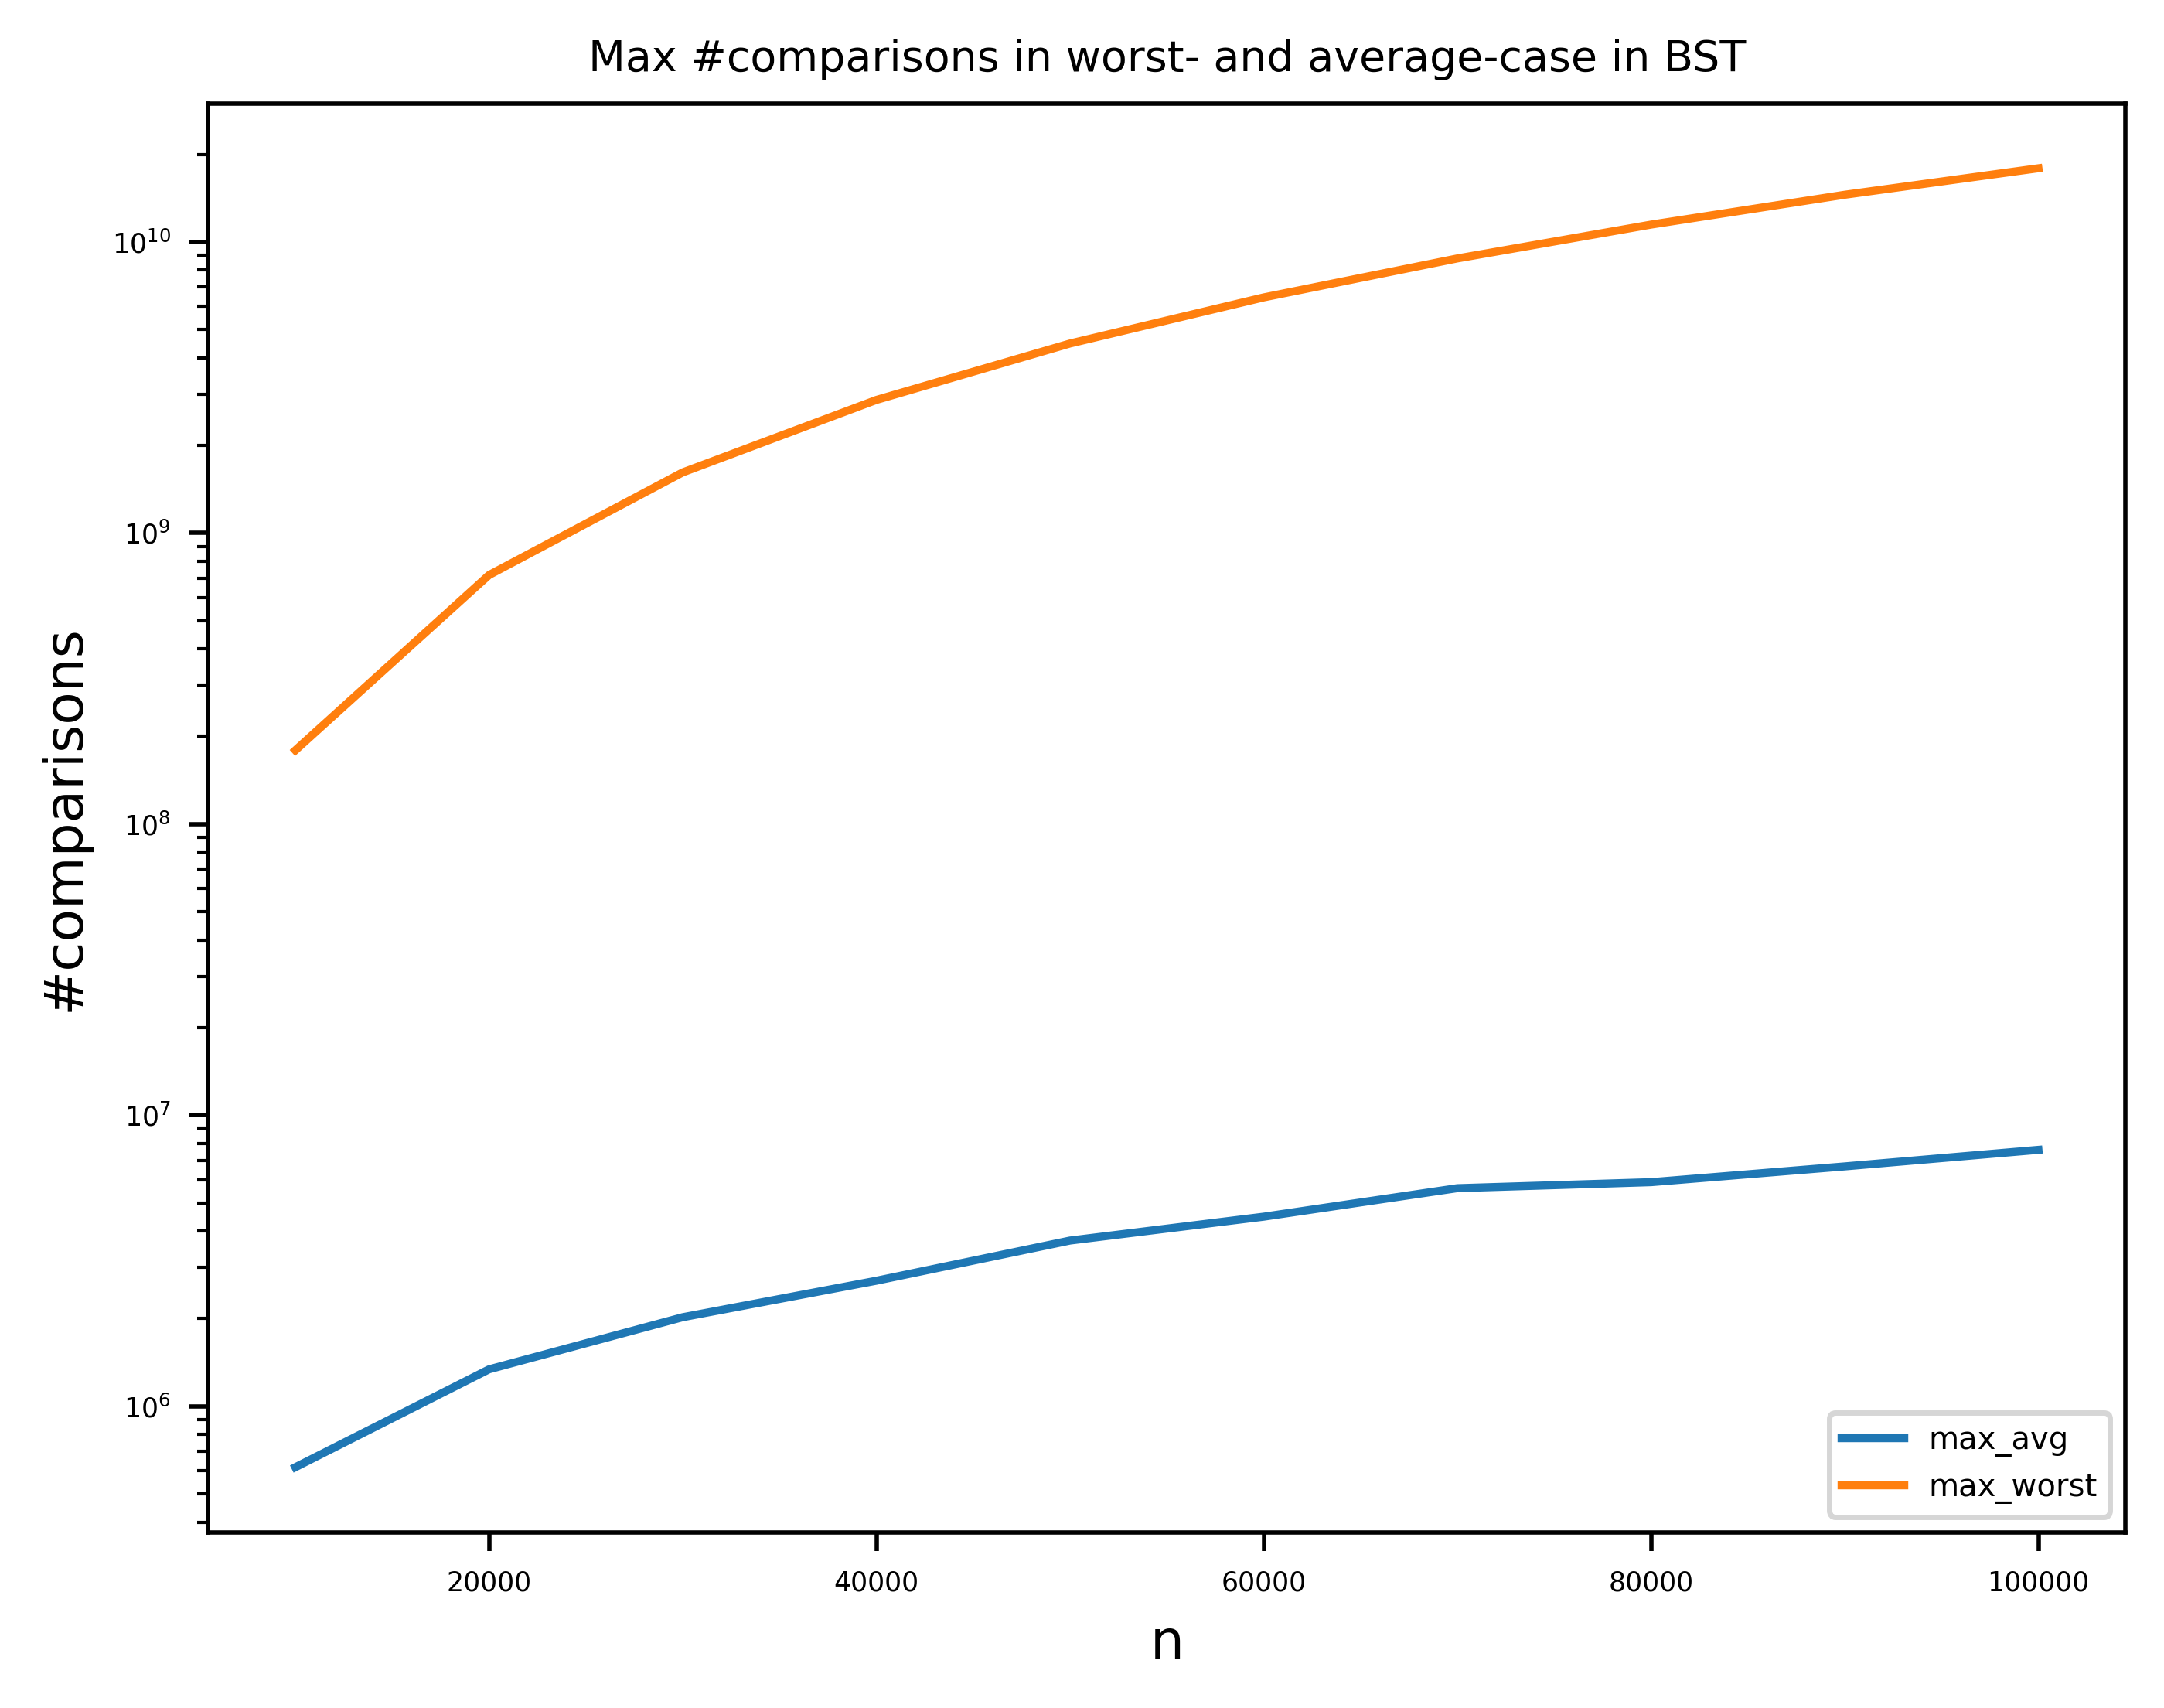 Max #comparisons in worst- and average-case in BST
#comparisons
10¹⁰
10⁹
10⁸
10⁷
10⁶
20000 40000 60000 80000 100000
n
max_avg
max_worst